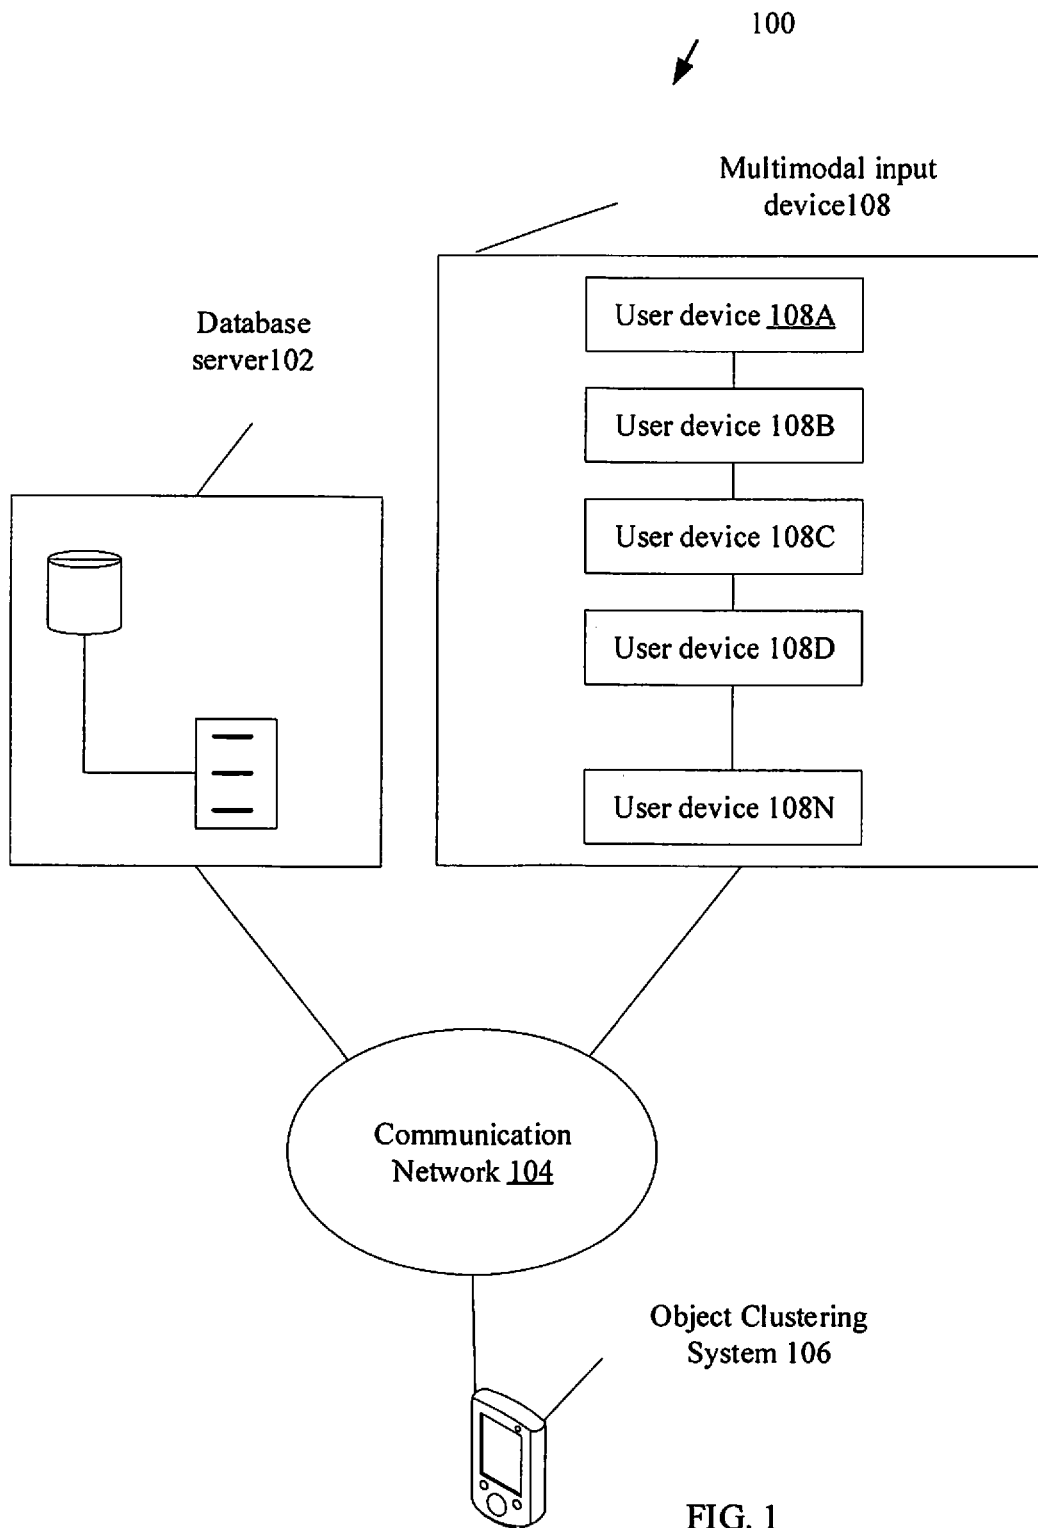 100
Multimodal input
device108
Database
server102
User device 108A
User device 108B
User device 108C
User device 108D
User device 108N
Communication
Network 104
Object Clustering
System 106
FIG. 1